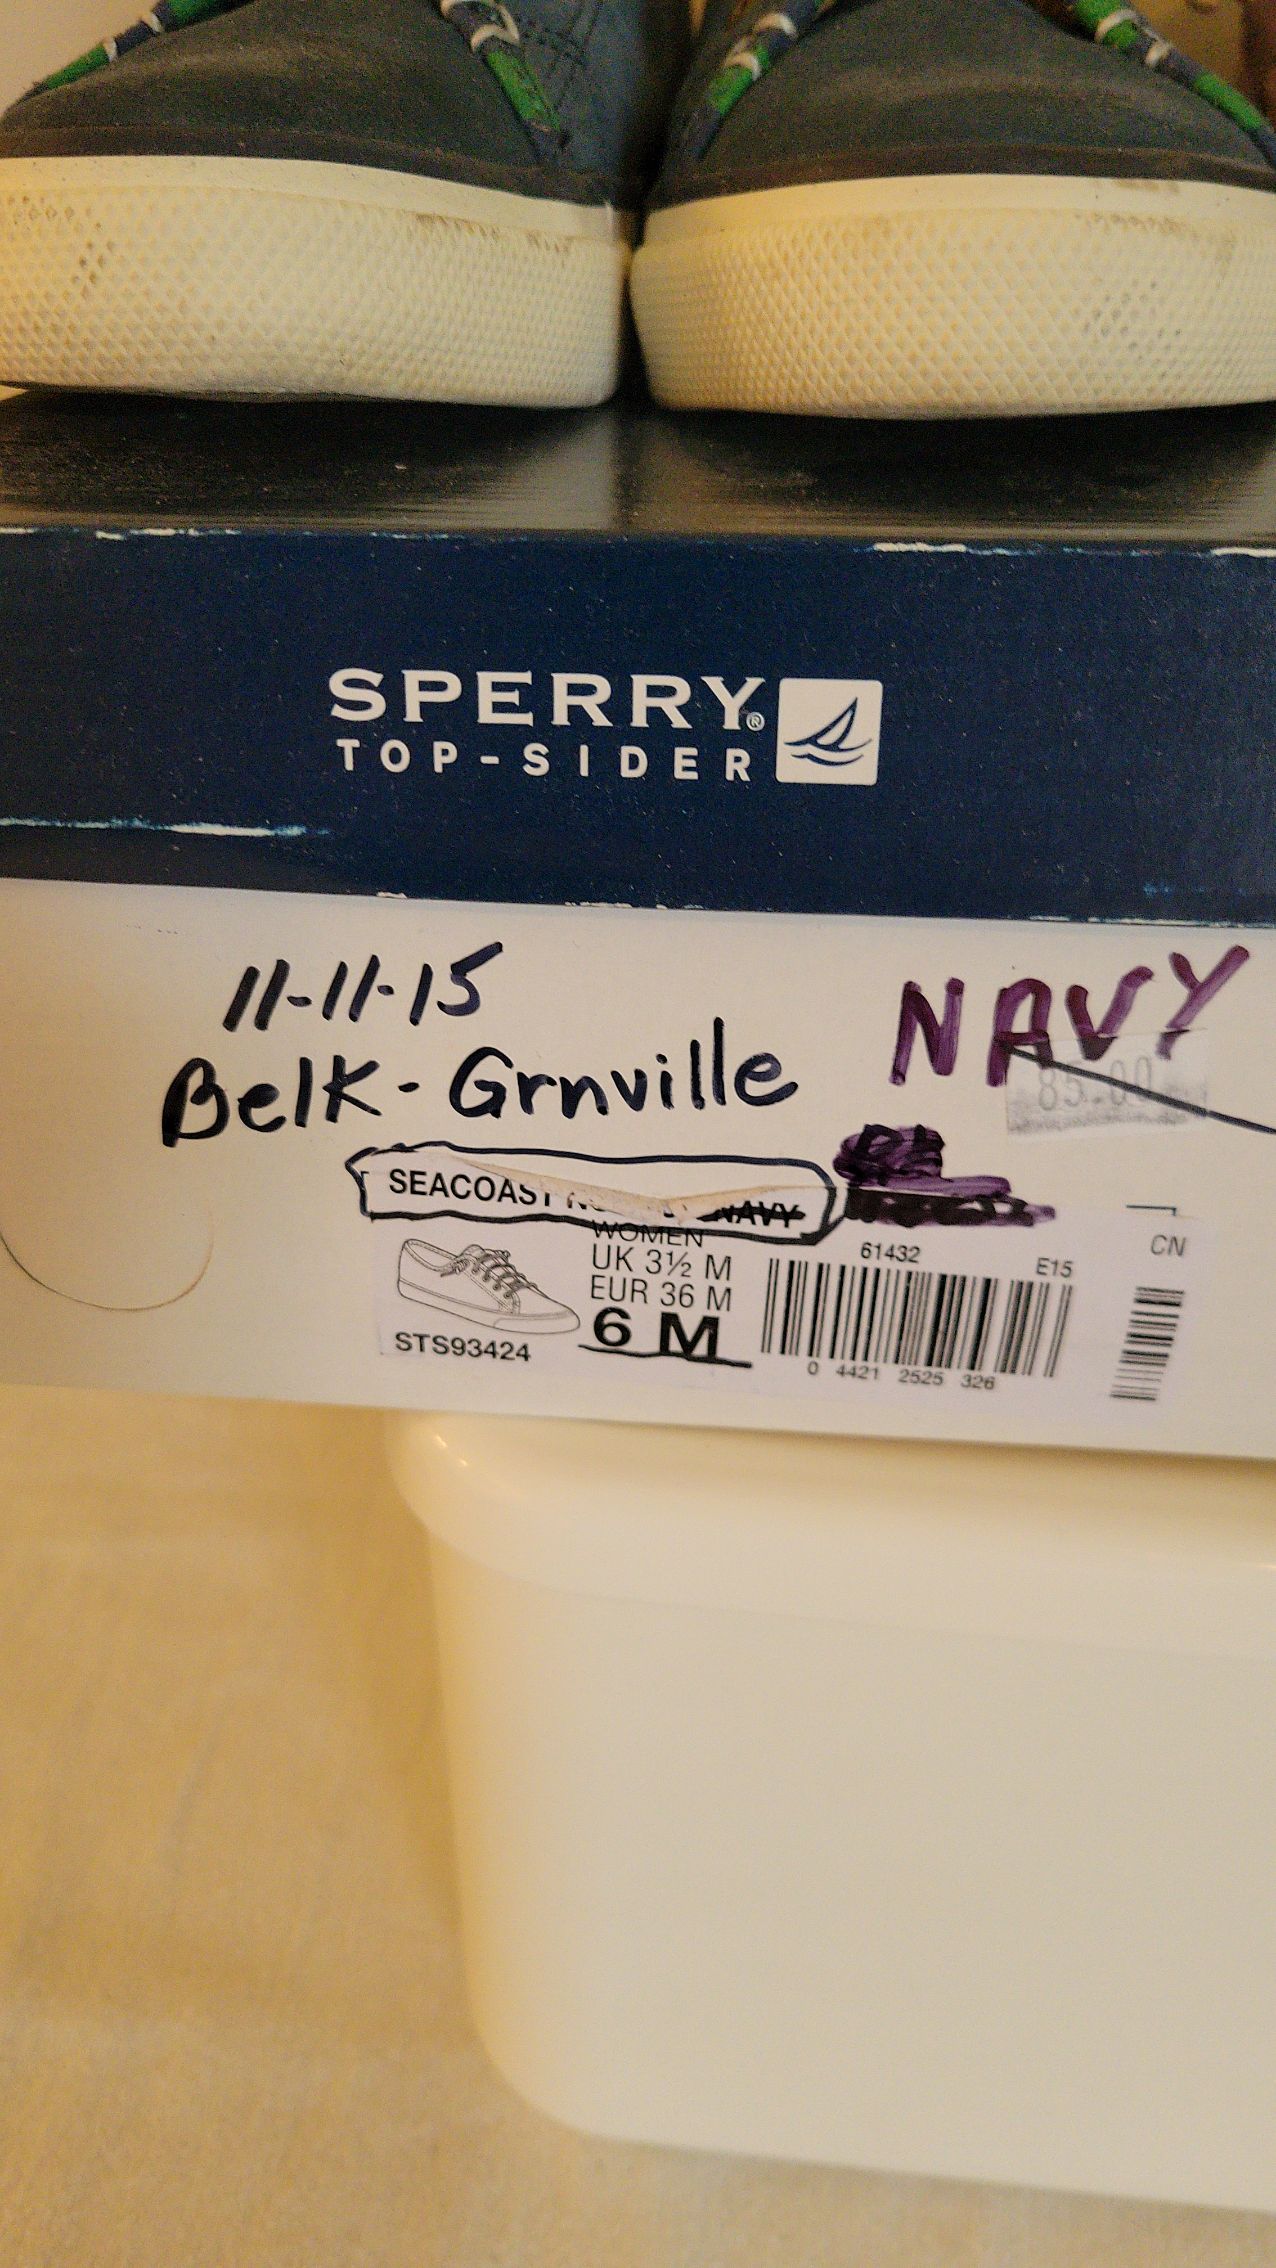 SPERRY®
TOP-SIDER
11-11-15
NAVY
Belk - Grnville
85.00
SEACOAST NAVY
WOMEN
UK 3½ M
EUR 36 M
6 M
STS93424
61432
E15
0 4421 2525 326
CN